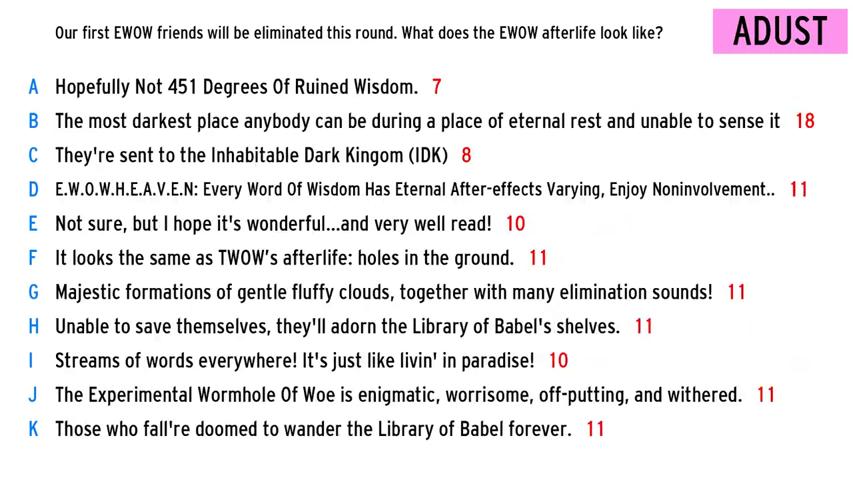 Our first EWOW friends will be eliminated this round. What does the EWOW afterlife look like?
ADUST
A Hopefully Not 451 Degrees Of Ruined Wisdom. 7
B The most darkest place anybody can be during a place of eternal rest and unable to sense it 18
C They're sent to the Inhabitable Dark Kingom (IDK) 8
D E.W.O.W.H.E.A.V.E.N: Every Word Of Wisdom Has Eternal After-effects Varying, Enjoy Noninvolvement.. 11
E Not sure, but I hope it's wonderful...and very well read! 10
F It looks the same as TWOW's afterlife: holes in the ground. 11
G Majestic formations of gentle fluffy clouds, together with many elimination sounds! 11
H Unable to save themselves, they'll adorn the Library of Babel's shelves. 11
I Streams of words everywhere! It's just like livin' in paradise! 10
J The Experimental Wormhole Of Woe is enigmatic, worrisome, off-putting, and withered. 11
K Those who fall're doomed to wander the Library of Babel forever. 11